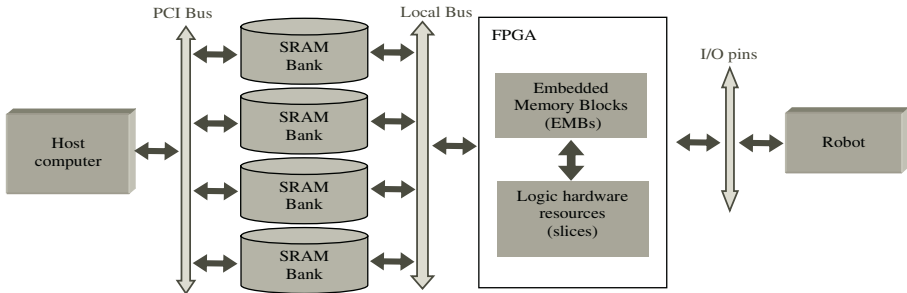 PCI Bus
Local Bus
SRAM
Bank
SRAM
Bank
SRAM
Bank
SRAM
Bank
Host
computer
FPGA
Embedded
Memory Blocks
(EMBs)
Logic hardware
resources
(slices)
I/O pins
Robot